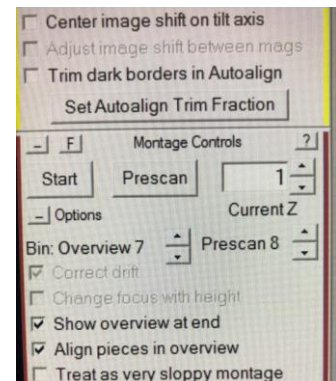 Center image shift on tilt axis
Adjust image shift between mags
Trim dark borders in Autoalign
Set Autoalign Trim Fraction
- F Montage Controls ?
Start Prescan 1
- Options Current Z
Bin: Overview 7 Prescan 8
Correct drift
Change focus with height
Show overview at end
Align pieces in overview
Treat as very sloppy montage